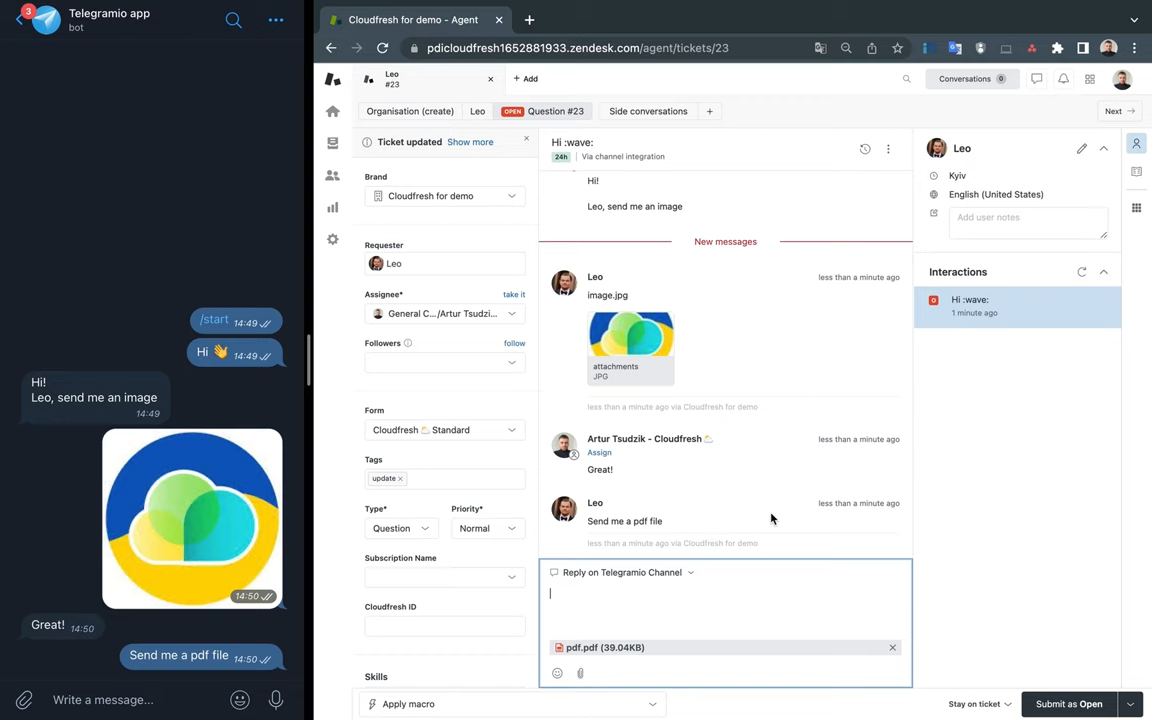 3
Telegramio app
bot
/start 14:49
Hi 👋 14:49
Hi!
Leo, send me an image
14:49
14:50
Great! 14:50
Send me a pdf file 14:50
Write a message...
Cloudfresh for demo - Agent
pdicloudfresh1652881933.zendesk.com/agent/tickets/23
Leo
#23
Add
Conversations 0
Organisation (create)
Leo
OPEN Question #23
Side conversations
Next
Ticket updated Show more
Brand
Cloudfresh for demo
Requester
Leo
Assignee* take it
General C.../Artur Tsudzi...
Followers follow
Form
Cloudfresh ⛅ Standard
Tags
update
Type* Priority*
Question Normal
Subscription Name
Cloudfresh ID
Skills
Apply macro
Hi :wave:
24h Via channel integration
Hi!
Leo, send me an image
New messages
Leo less than a minute ago
image.jpg
attachments
JPG
less than a minute ago via Cloudfresh for demo
Artur Tsudzik - Cloudfresh ⛅ less than a minute ago
Assign
Great!
Leo less than a minute ago
Send me a pdf file
less than a minute ago via Cloudfresh for demo
Reply on Telegramio Channel
pdf.pdf (39.04KB)
Leo
Kyiv
English (United States)
Add user notes
Interactions
Hi :wave:
1 minute ago
Stay on ticket
Submit as Open